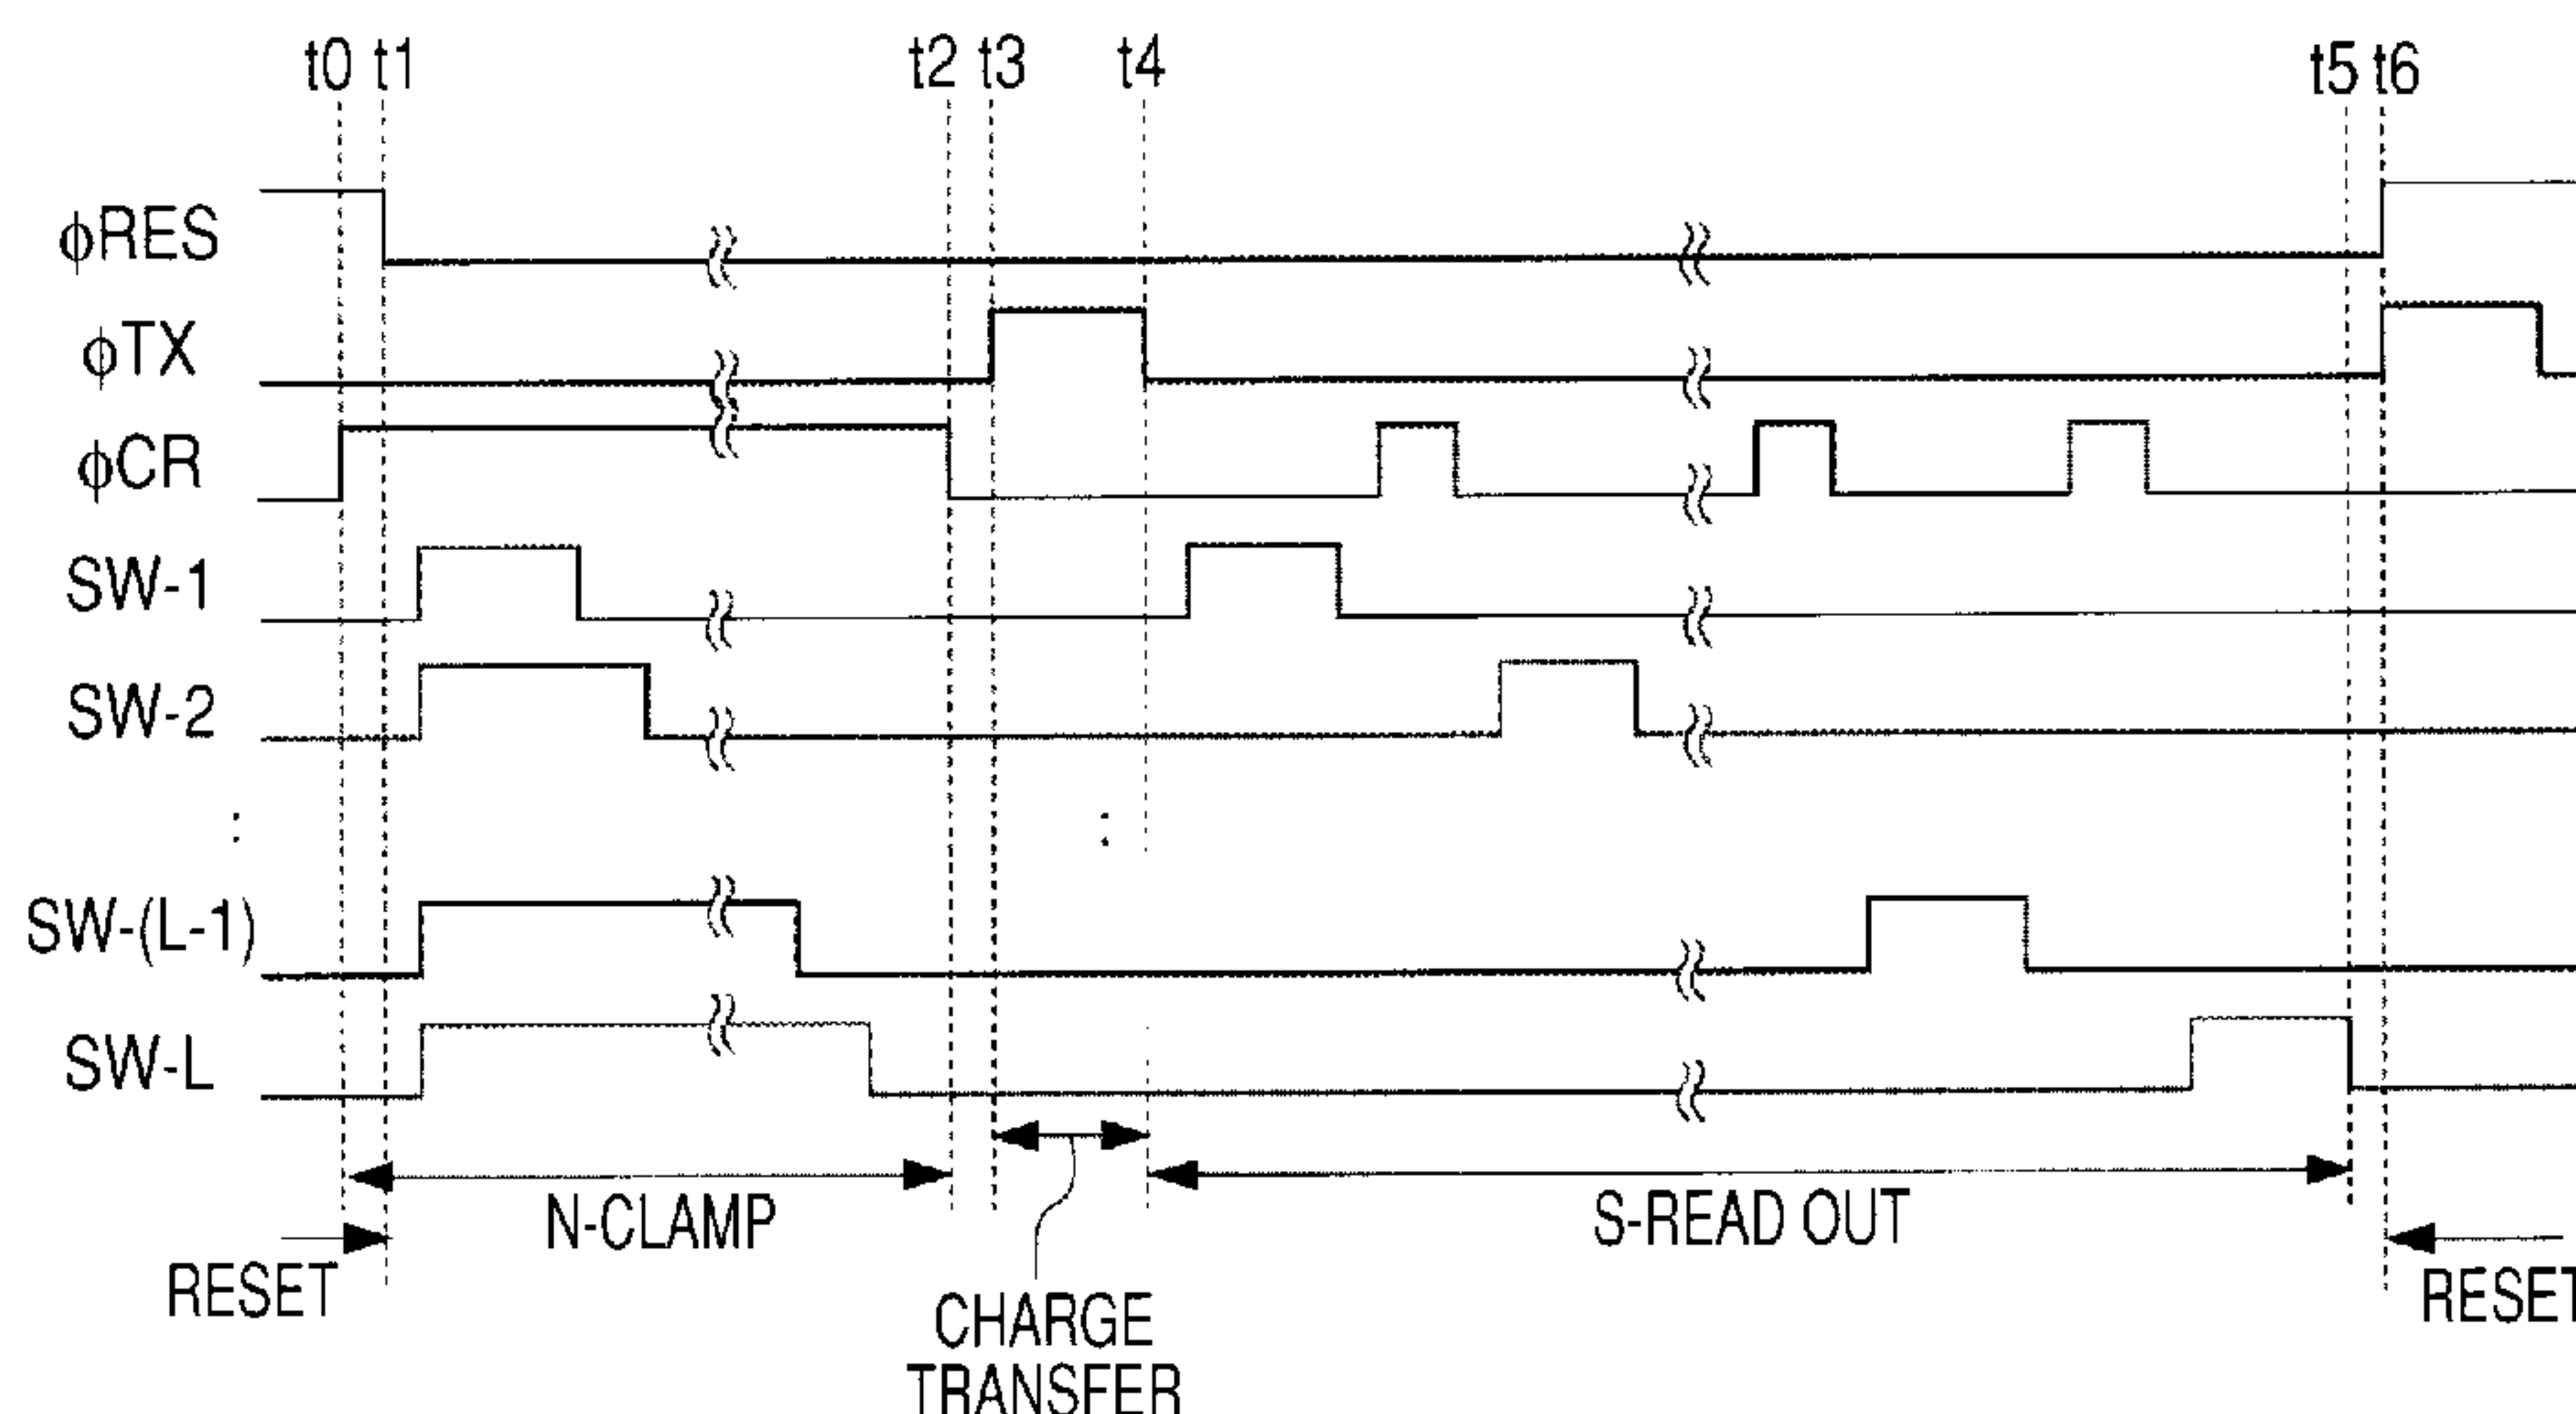 t0 t1 t2 t3 t4 t5 t6
φRES
φTX
φCR
SW-1
SW-2
:
:
SW-(L-1)
SW-L
N-CLAMP
S-READ OUT
RESET
CHARGE
TRANSFER
RESET